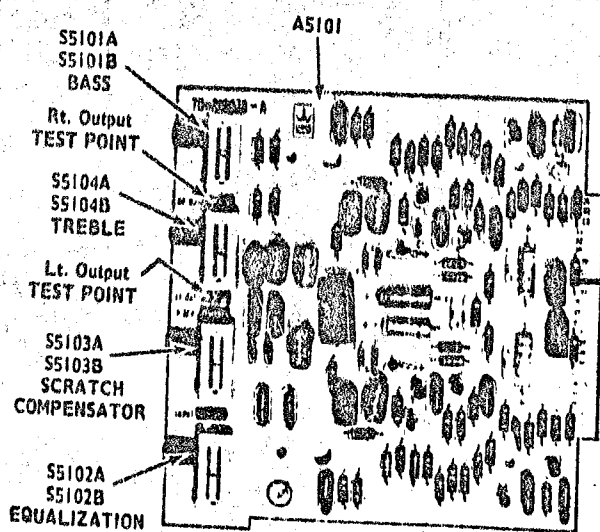 A5101
S5101A
S5101B
BASS
Rt. Output
TEST POINT
S5104A
S5104B
TREBLE
Lt. Output
TEST POINT
S5103A
S5103B
SCRATCH
COMPENSATOR
S5102A
S5102B
EQUALIZATION